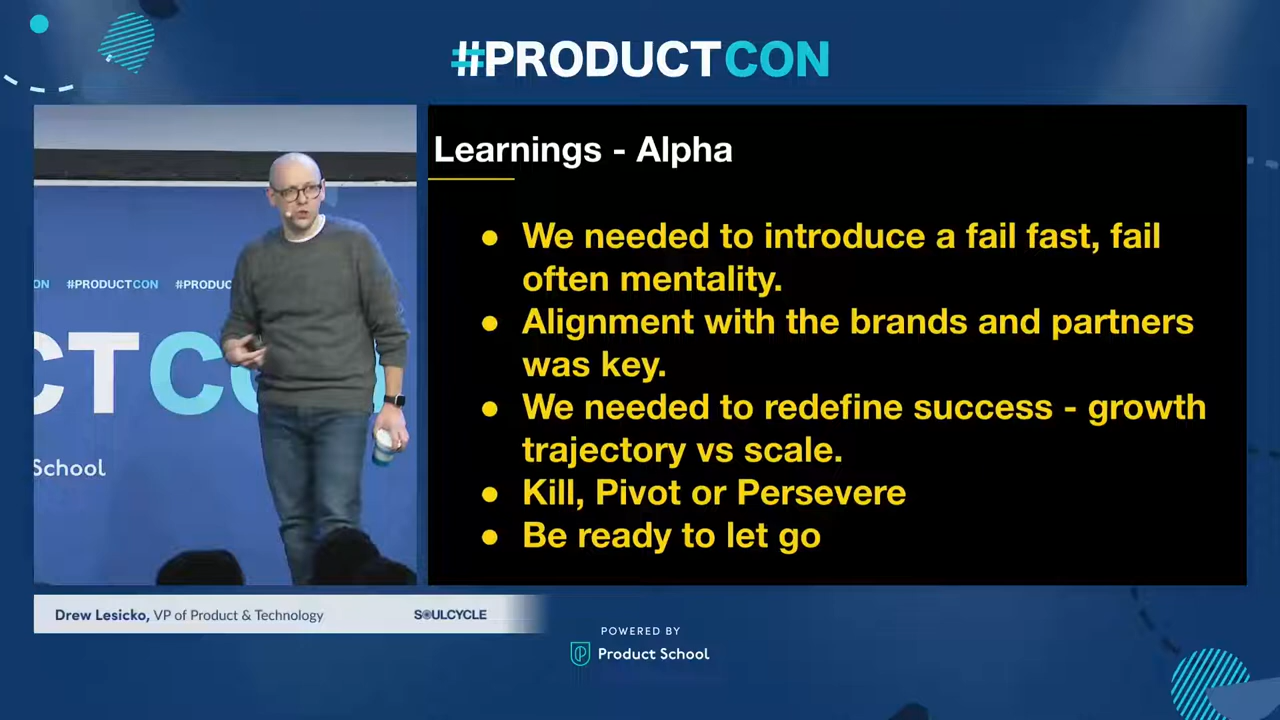 #PRODUCTCON
Learnings - Alpha
● We needed to introduce a fail fast, fail
often mentality.
● Alignment with the brands and partners
was key.
● We needed to redefine success - growth
trajectory vs scale.
● Kill, Pivot or Persevere
● Be ready to let go
ON #PRODUCTCON #PRODUC
CTC
School
Drew Lesicko, VP of Product & Technology
SOULCYCLE
POWERED BY
Product School